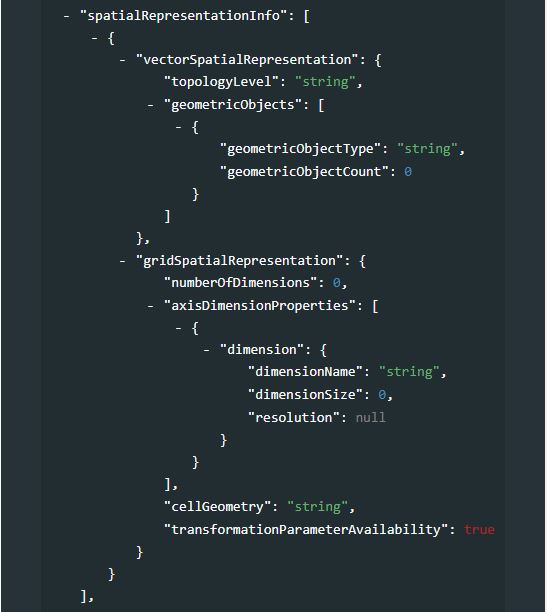 - "spatialRepresentationInfo": [
- {
- "vectorSpatialRepresentation": {
"topologyLevel": "string",
- "geometricObjects": [
- {
"geometricObjectType": "string",
"geometricObjectCount": 0
}
]
},
- "gridSpatialRepresentation": {
"numberOfDimensions": 0,
- "axisDimensionProperties": [
- {
- "dimension": {
"dimensionName": "string",
"dimensionSize": 0,
"resolution": null
}
}
],
"cellGeometry": "string",
"transformationParameterAvailability": true
}
}
],